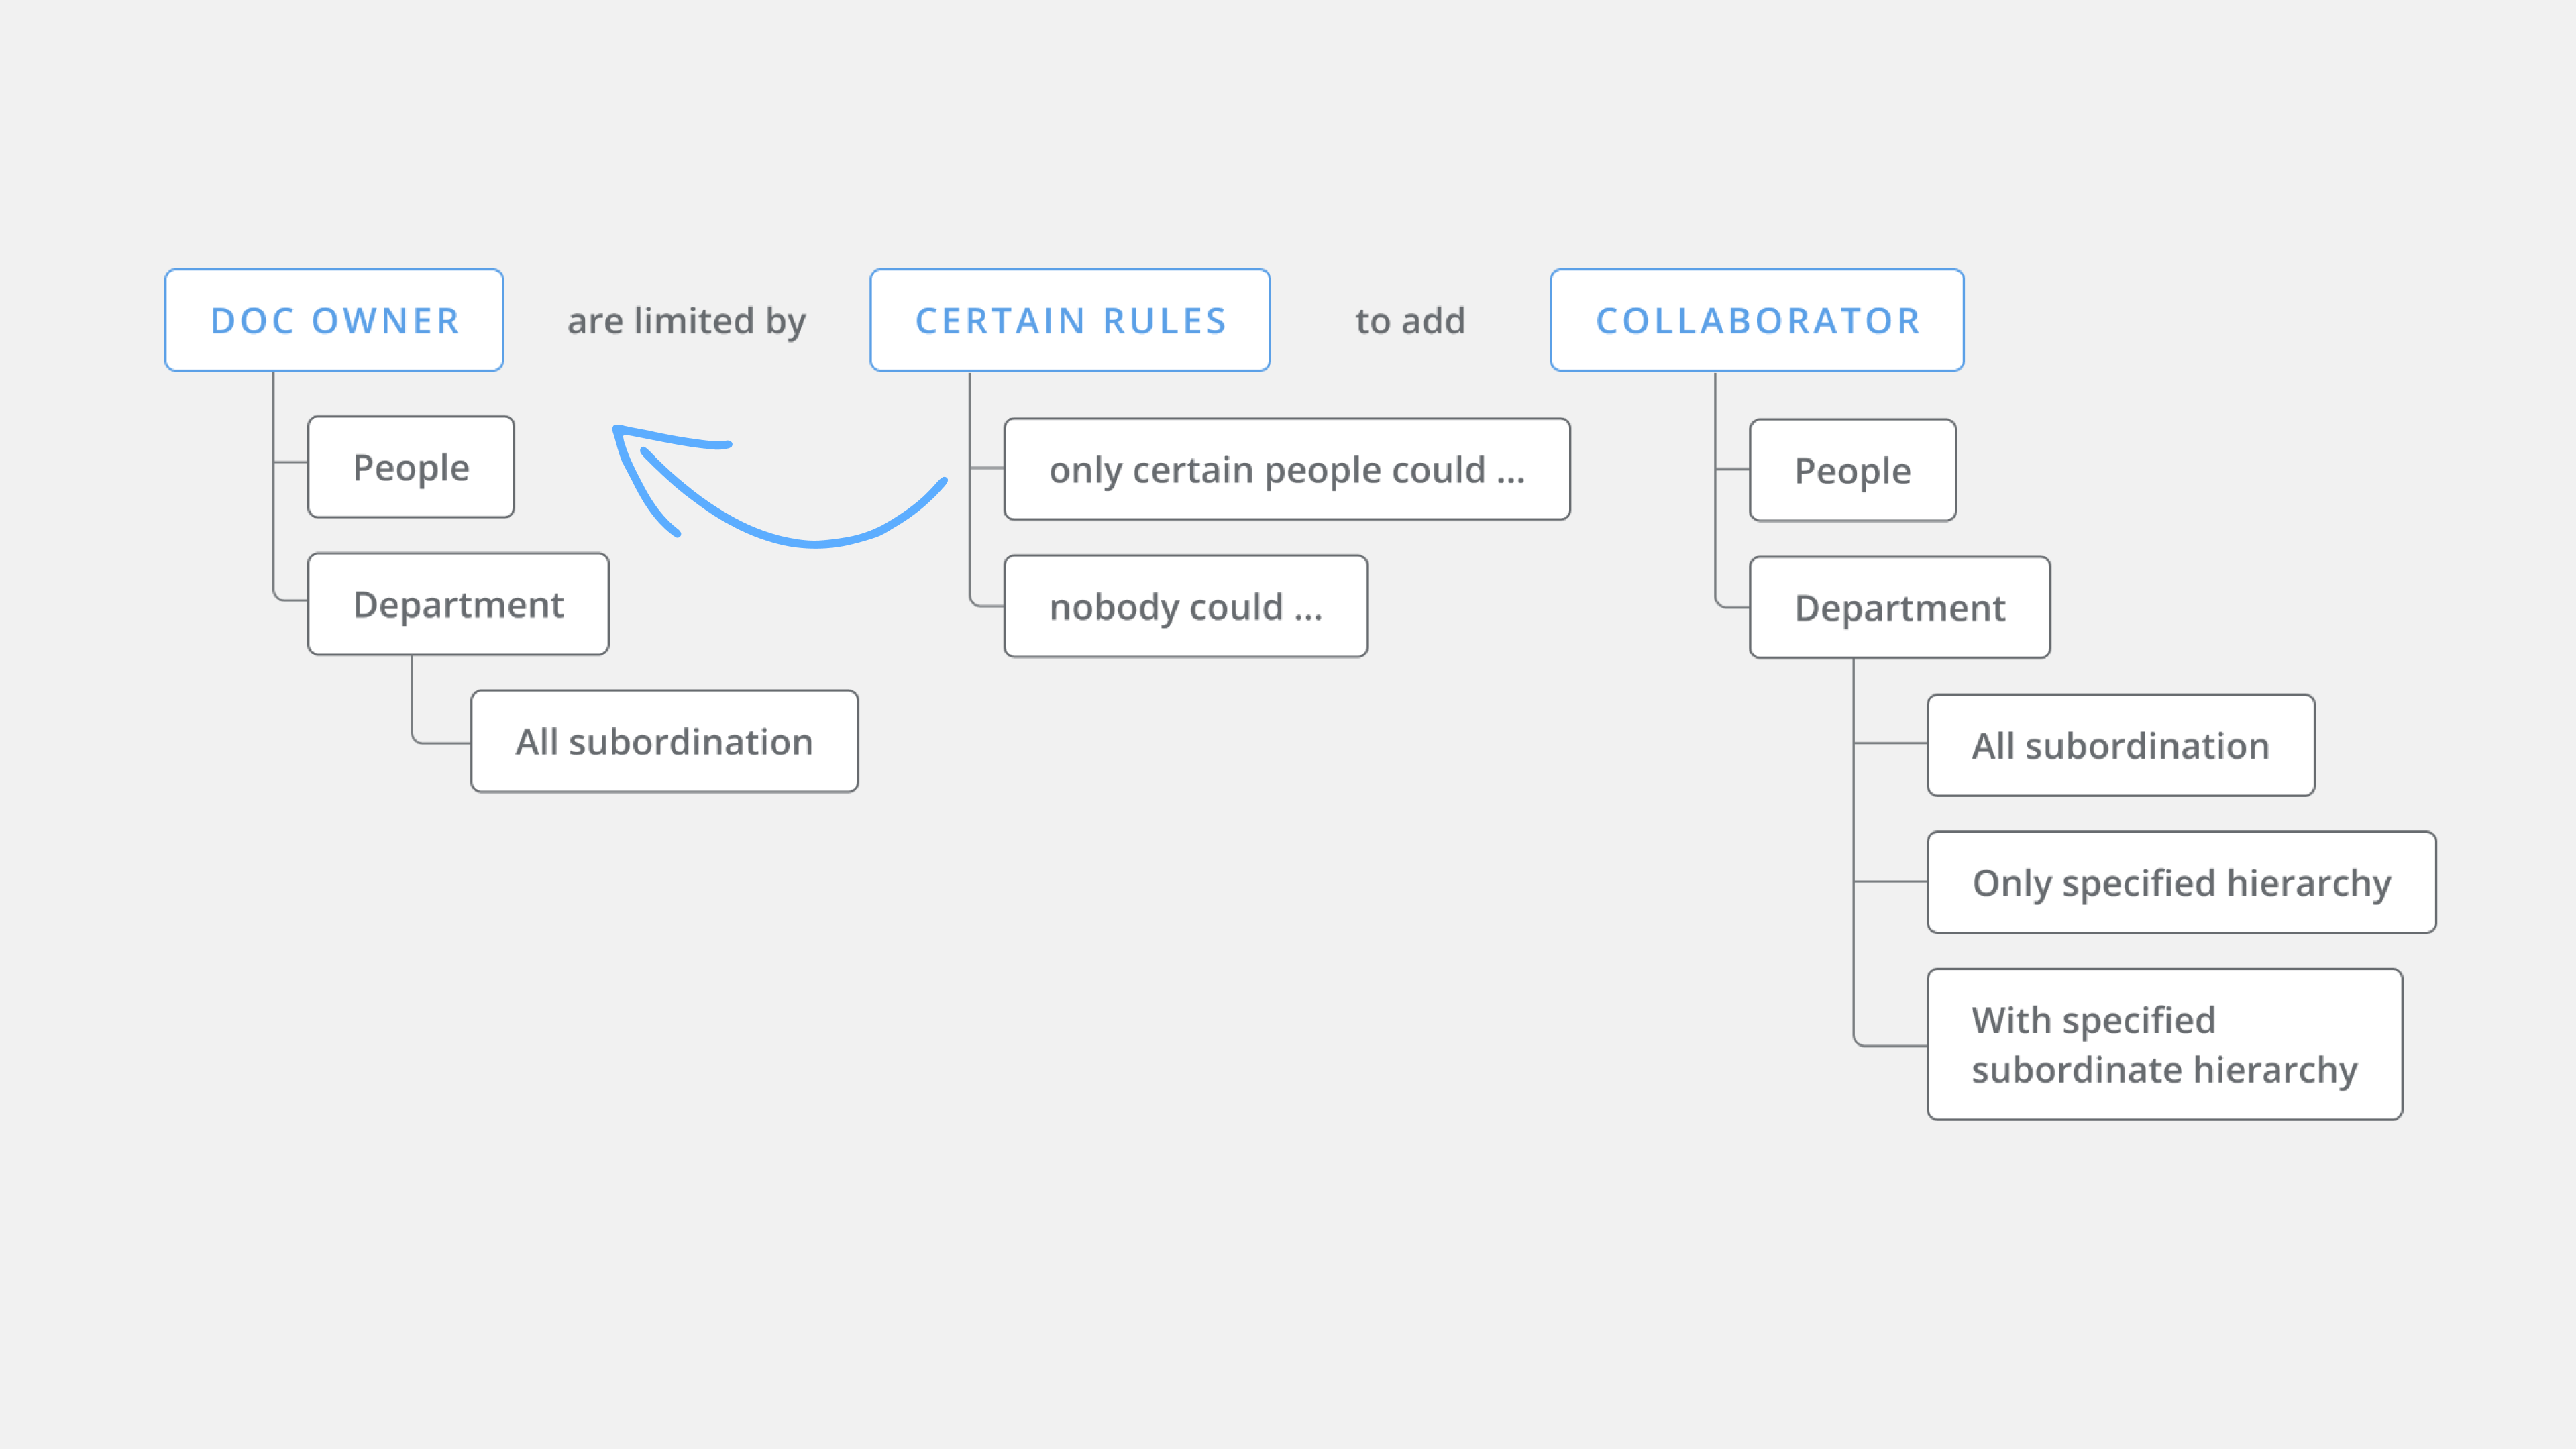 DOC OWNER
are limited by
CERTAIN RULES
to add
COLLABORATOR
People
Department
All subordination
only certain people could ...
nobody could ...
People
Department
All subordination
Only specified hierarchy
With specified
subordinate hierarchy